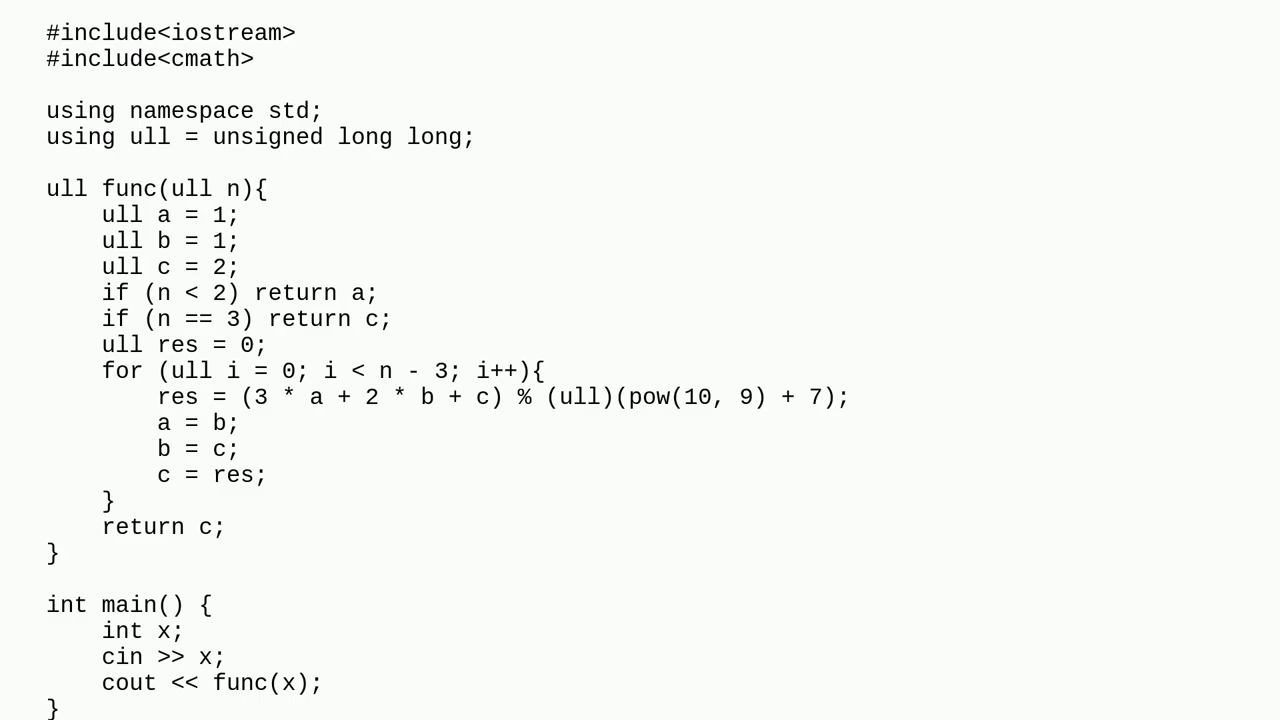 #include<iostream>
#include<cmath>

using namespace std;
using ull = unsigned long long;

ull func(ull n){
    ull a = 1;
    ull b = 1;
    ull c = 2;
    if (n < 2) return a;
    if (n == 3) return c;
    ull res = 0;
    for (ull i = 0; i < n - 3; i++){
        res = (3 * a + 2 * b + c) % (ull)(pow(10, 9) + 7);
        a = b;
        b = c;
        c = res;
    }
    return c;
}

int main() {
    int x;
    cin >> x;
    cout << func(x);
}